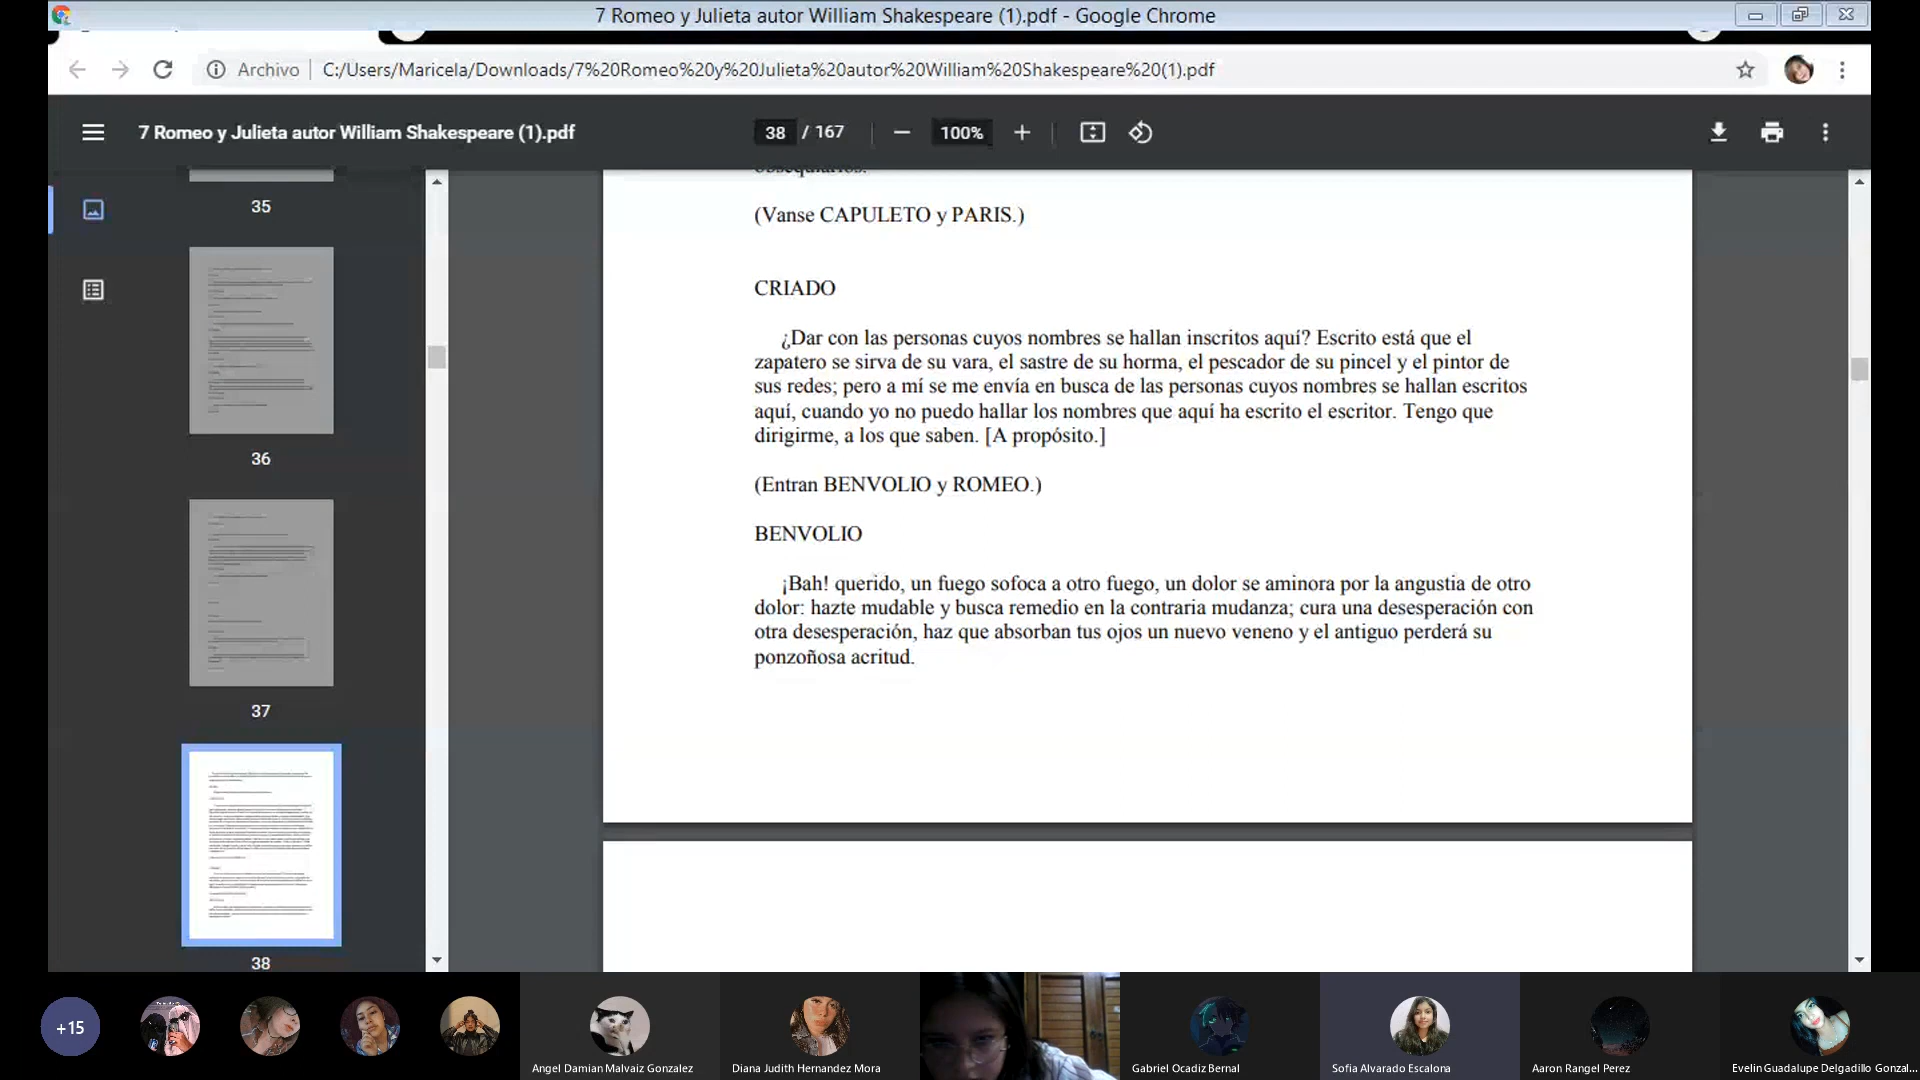 7 Romeo y Julieta autor William Shakespeare (1).pdf - Google Chrome
Archivo C:/Users/Maricela/Downloads/7%20Romeo%20y%20Julieta%20autor%20William%20Shakespeare%20(1).pdf
7 Romeo y Julieta autor William Shakespeare (1).pdf 38 / 167 100%
35
36
37
38
obsequiarlos.
(Vanse CAPULETO y PARIS.)
CRIADO
¿Dar con las personas cuyos nombres se hallan inscritos aquí? Escrito está que el
zapatero se sirva de su vara, el sastre de su horma, el pescador de su pincel y el pintor de
sus redes; pero a mí se me envía en busca de las personas cuyos nombres se hallan escritos
aquí, cuando yo no puedo hallar los nombres que aquí ha escrito el escritor. Tengo que
dirigirme, a los que saben. [A propósito.]
(Entran BENVOLIO y ROMEO.)
BENVOLIO
¡Bah! querido, un fuego sofoca a otro fuego, un dolor se aminora por la angustia de otro
dolor: hazte mudable y busca remedio en la contraria mudanza; cura una desesperación con
otra desesperación, haz que absorban tus ojos un nuevo veneno y el antiguo perderá su
ponzoñosa acritud.
+15
Angel Damian Malvaiz Gonzalez
Diana Judith Hernandez Mora
Gabriel Ocadiz Bernal
Sofia Alvarado Escalona
Aaron Rangel Perez
Evelin Guadalupe Delgadillo Gonzal...